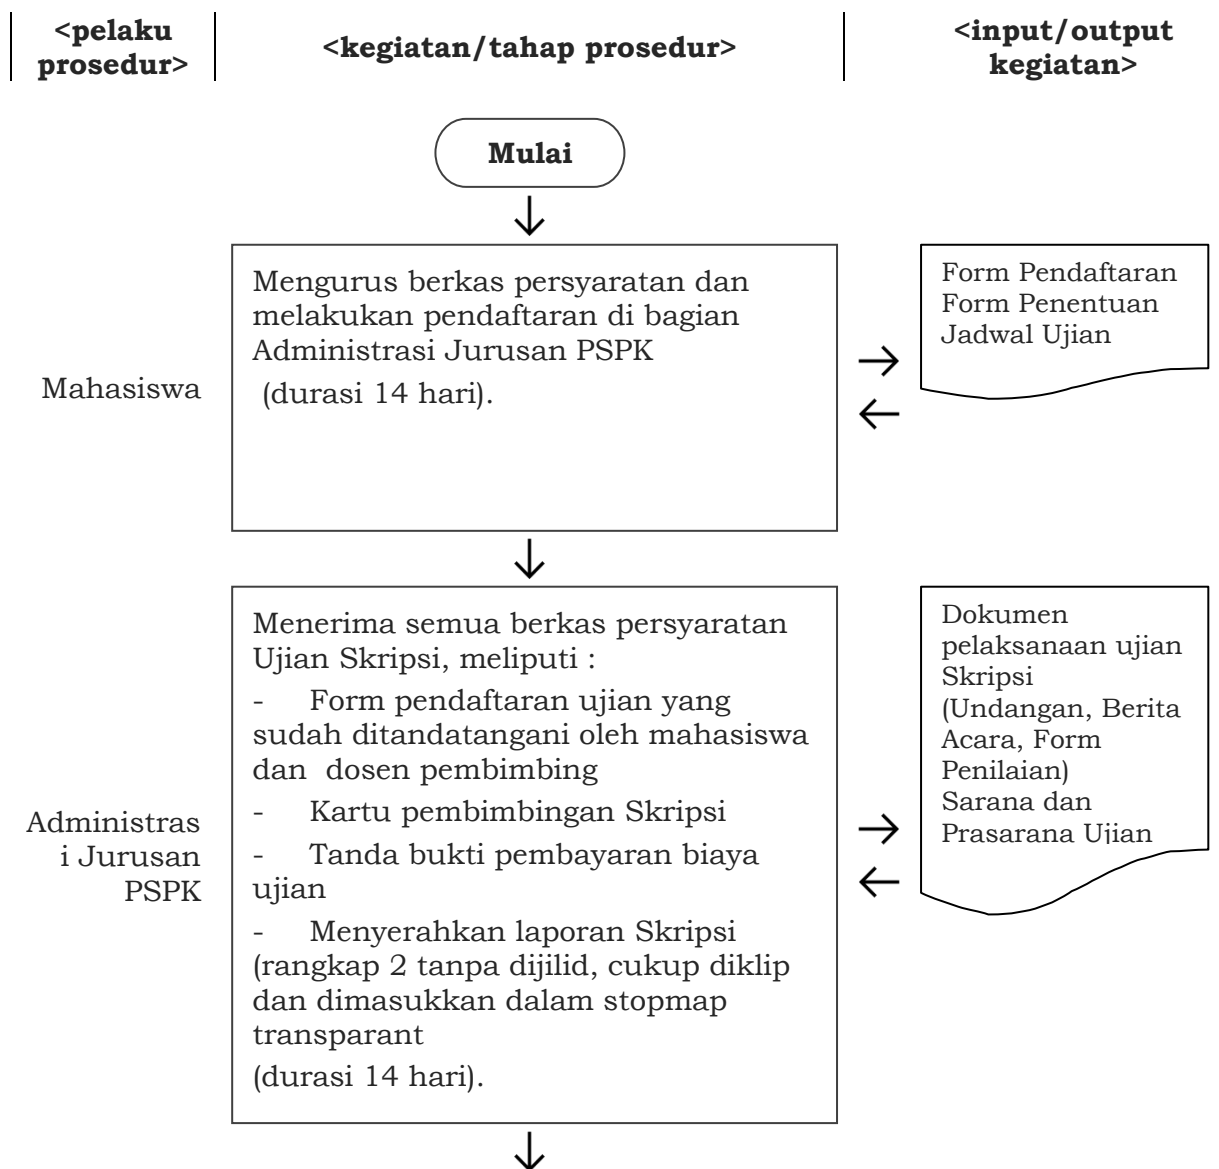 <pelaku
prosedur>
<kegiatan/tahap prosedur>
<input/output
kegiatan>
Mulai
Mahasiswa
Mengurus berkas persyaratan dan
melakukan pendaftaran di bagian
Administrasi Jurusan PSPK
(durasi 14 hari).
Form Pendaftaran
Form Penentuan
Jadwal Ujian
Administras
i Jurusan
PSPK
Menerima semua berkas persyaratan
Ujian Skripsi, meliputi :
- Form pendaftaran ujian yang
sudah ditandatangani oleh mahasiswa
dan dosen pembimbing
- Kartu pembimbingan Skripsi
- Tanda bukti pembayaran biaya
ujian
- Menyerahkan laporan Skripsi
(rangkap 2 tanpa dijilid, cukup diklip
dan dimasukkan dalam stopmap
transparant
(durasi 14 hari).
Dokumen
pelaksanaan ujian
Skripsi
(Undangan, Berita
Acara, Form
Penilaian)
Sarana dan
Prasarana Ujian